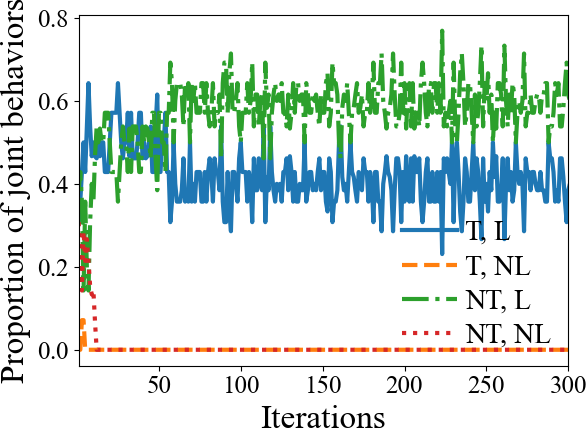 Proportion of joint behaviors
0.8
0.6
0.4
0.2
0.0
T, L
T, NL
NT, L
NT, NL
50
100
150
200
250
300
Iterations